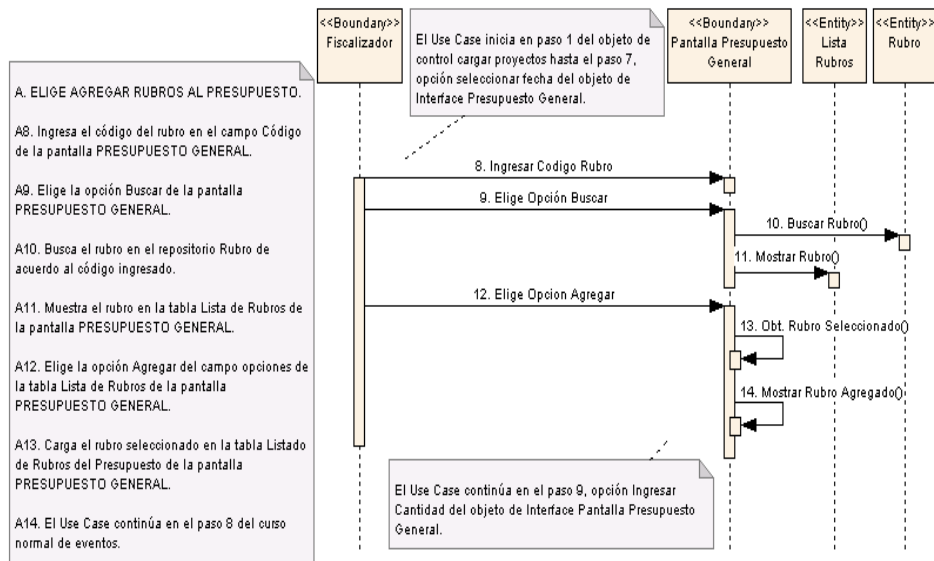 <<Boundary>>
Fiscalizador
El Use Case inicia en paso 1 del objeto de
control cargar proyectos hasta el paso 7,
opción seleccionar fecha del objeto de
Interface Presupuesto General.
<<Boundary>>
Pantalla Presupuesto
General
<<Entity>>
Lista
Rubros
<<Entity>>
Rubro
A. ELIGE AGREGAR RUBROS AL PRESUPUESTO.
A8. Ingresa el código del rubro en el campo Código
de la pantalla PRESUPUESTO GENERAL.
A9. Elige la opción Buscar de la pantalla
PRESUPUESTO GENERAL.
A10. Busca el rubro en el repositorio Rubro de
acuerdo al código ingresado.
A11. Muestra el rubro en la tabla Lista de Rubros de
la pantalla PRESUPUESTO GENERAL.
A12. Elige la opción Agregar del campo opciones de
la tabla Lista de Rubros de la pantalla
PRESUPUESTO GENERAL.
A13. Carga el rubro seleccionado en la tabla Listado
de Rubros del Presupuesto de la pantalla
PRESUPUESTO GENERAL.
A14. El Use Case continúa en el paso 8 del curso
normal de eventos.
8. Ingresar Codigo Rubro
9. Elige Opción Buscar
10. Buscar Rubro()
11. Mostrar Rubro()
12. Elige Opcion Agregar
13. Obt. Rubro Seleccionado()
14. Mostrar Rubro Agregado()
El Use Case continúa en el paso 9, opción Ingresar
Cantidad del objeto de Interface Pantalla Presupuesto
General.